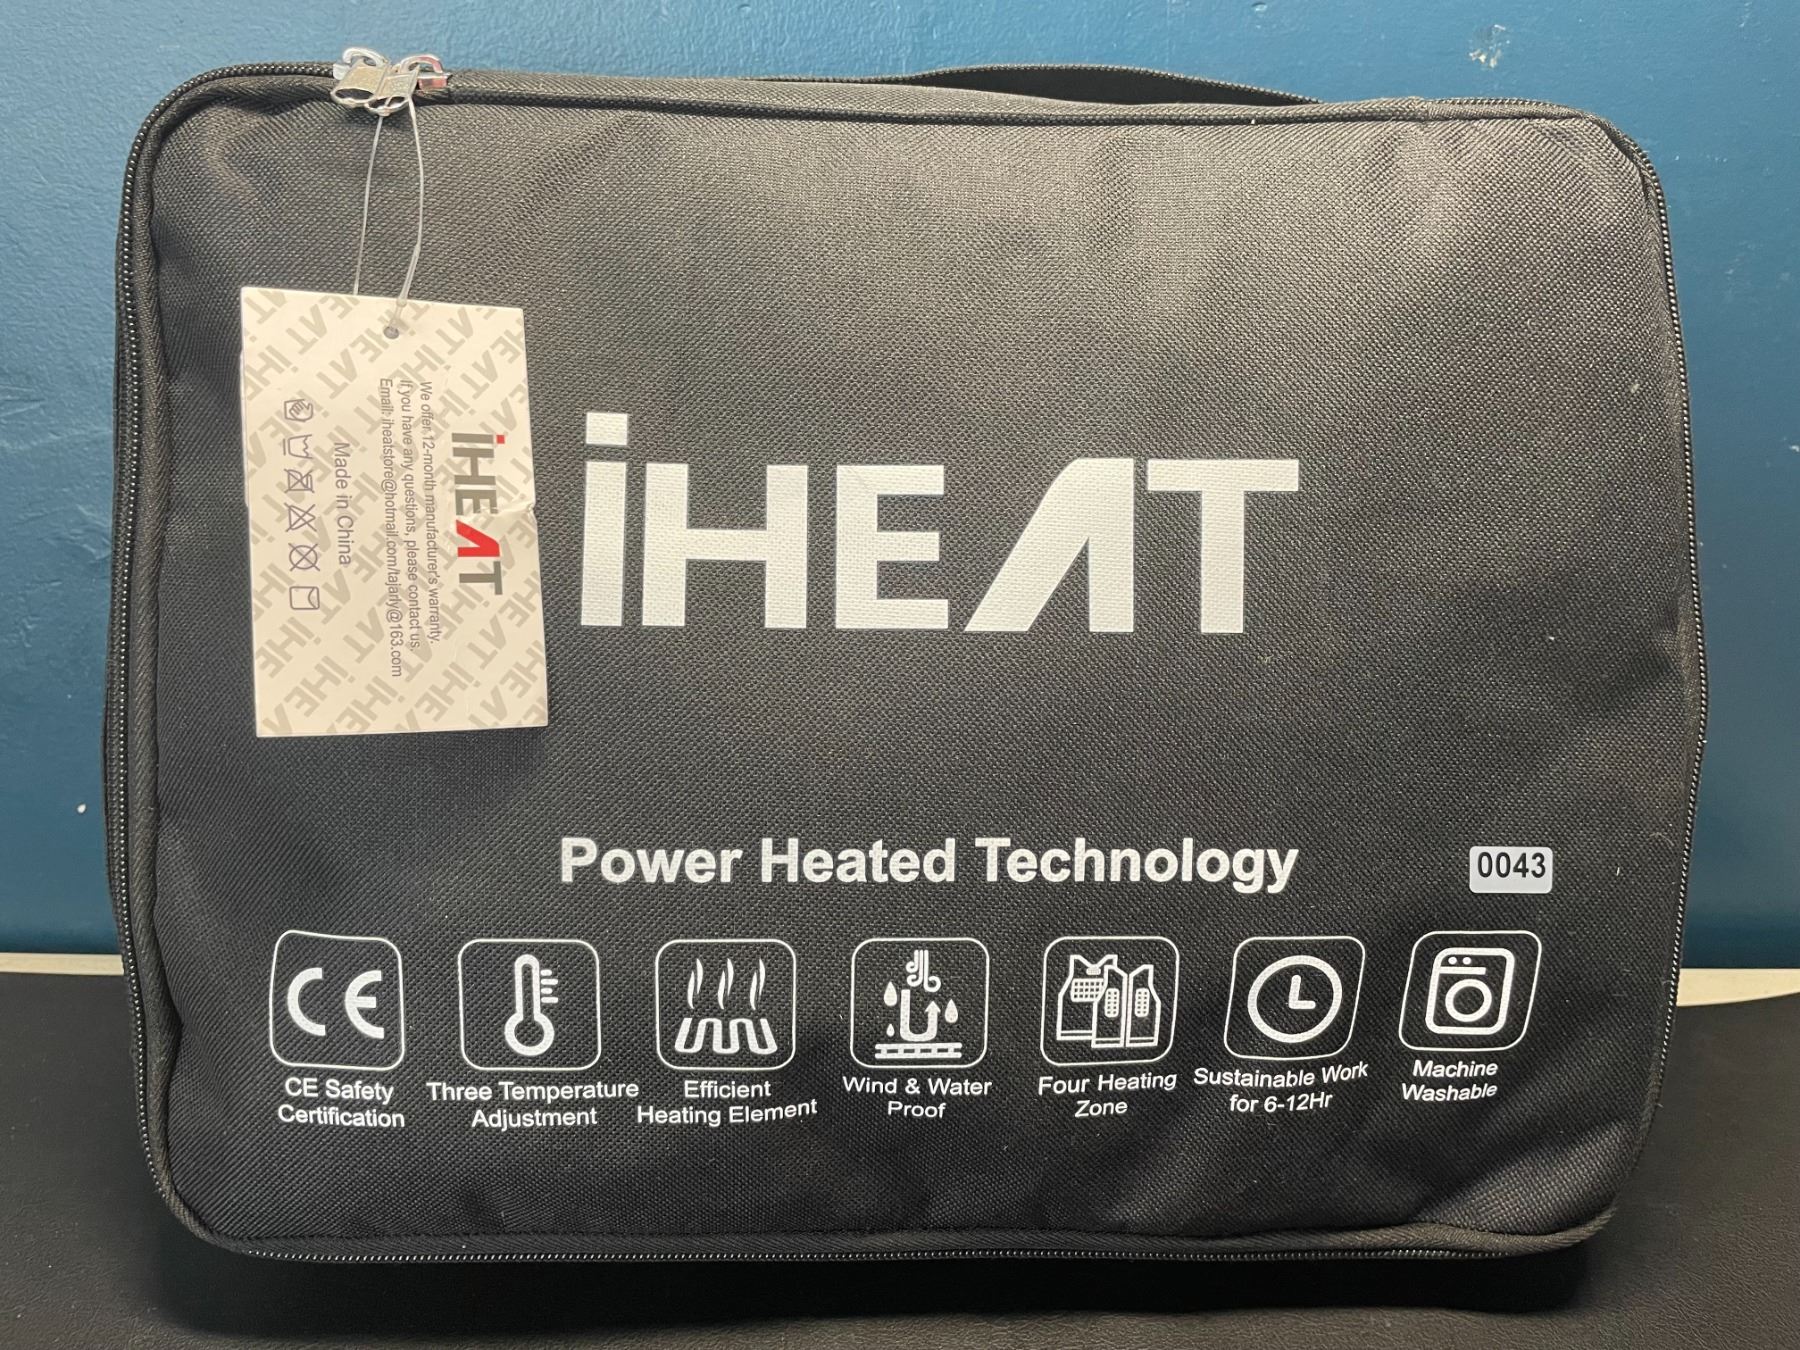 iHEAT
We offer 12-month manufacturer's warranty.
If you have any questions, please contact us.
Email: iheatstore@hotmail.com/tajarly@163.com
Made in China
iHEAT
Power Heated Technology
0043
CE
CE Safety
Certification
Three Temperature
Adjustment
Efficient
Heating Element
Wind & Water
Proof
Four Heating
Zone
Sustainable Work
for 6-12Hr
Machine
Washable